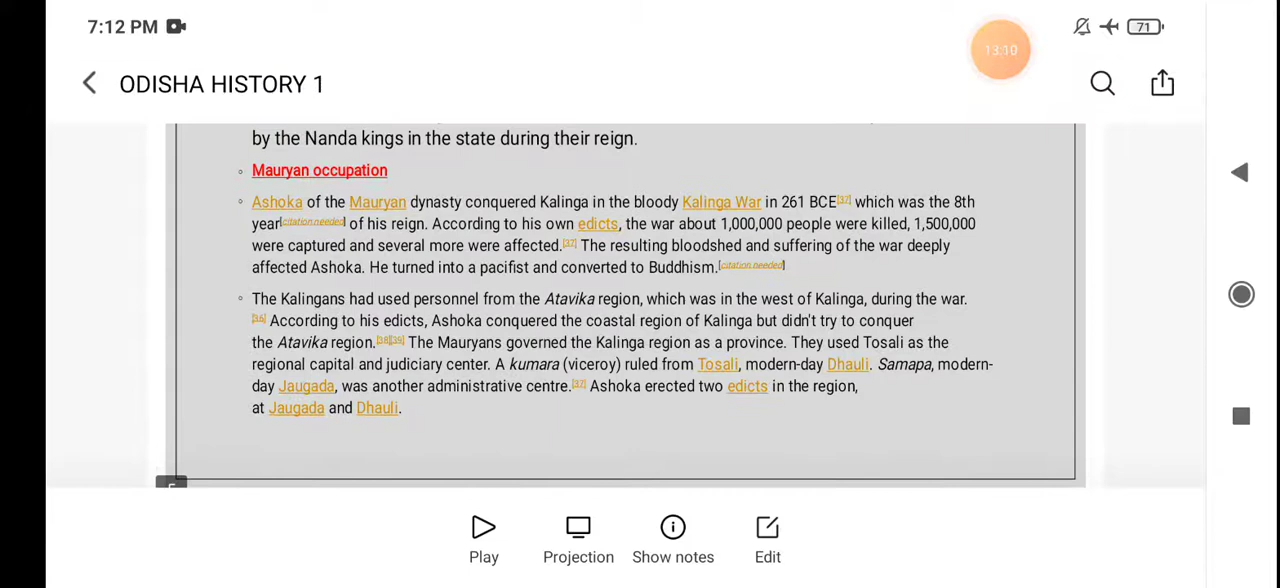 7:12 PM
71
13:10
ODISHA HISTORY 1
by the Nanda kings in the state during their reign.
Mauryan occupation
Ashoka of the Mauryan dynasty conquered Kalinga in the bloody Kalinga War in 261 BCE[37] which was the 8th
year[citation needed] of his reign. According to his own edicts, the war about 1,000,000 people were killed, 1,500,000
were captured and several more were affected.[37] The resulting bloodshed and suffering of the war deeply
affected Ashoka. He turned into a pacifist and converted to Buddhism.[citation needed]
The Kalingans had used personnel from the Atavika region, which was in the west of Kalinga, during the war.
[36] According to his edicts, Ashoka conquered the coastal region of Kalinga but didn't try to conquer
the Atavika region.[38][39] The Mauryans governed the Kalinga region as a province. They used Tosali as the
regional capital and judiciary center. A kumara (viceroy) ruled from Tosali, modern-day Dhauli. Samapa, modern-
day Jaugada, was another administrative centre.[37] Ashoka erected two edicts in the region,
at Jaugada and Dhauli.
Play Projection Show notes Edit